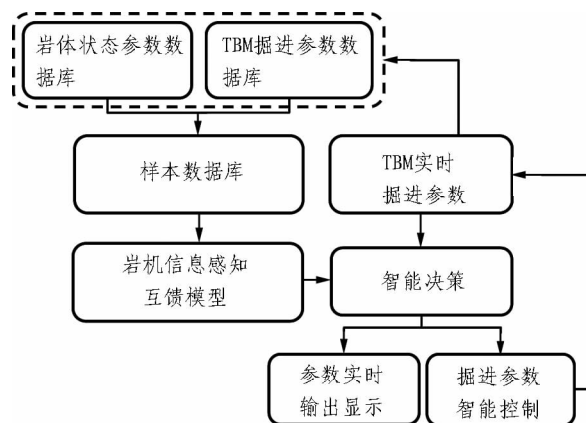 岩体状态参数数
据库
TBM掘进参数数
据库
样本数据库
TBM实时
掘进参数
岩机信息感知
互馈模型
智能决策
参数实时
输出显示
掘进参数
智能控制